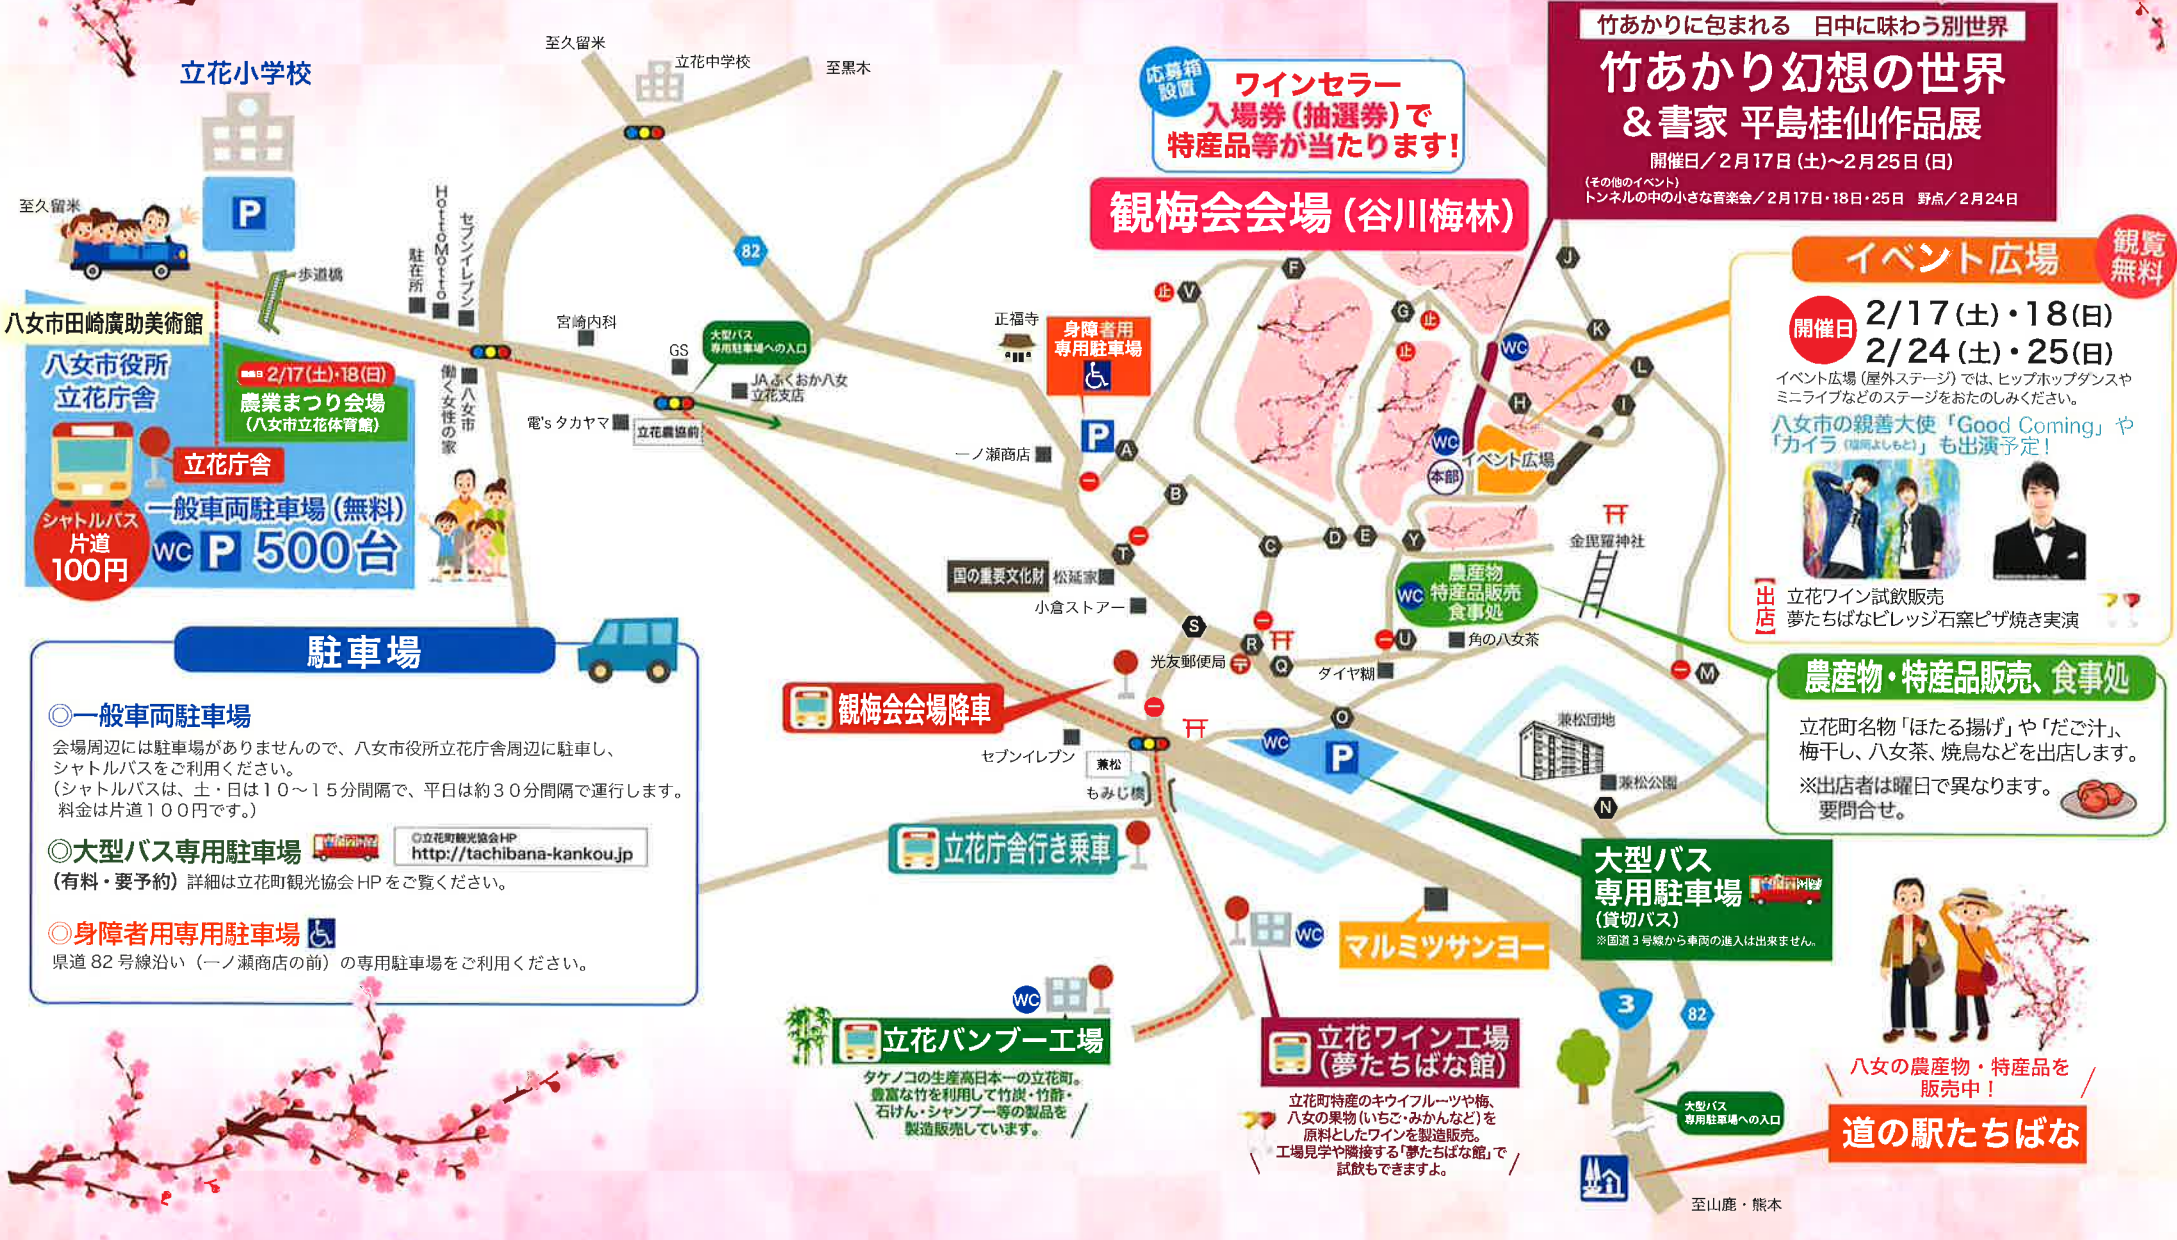 竹あかりに包まれる　日中に味わう別世界
竹あかり幻想の世界
＆書家 平島桂仙作品展
開催日／2月17日(土)～2月25日(日)
(その他のイベント)
トンネルの中の小さな音楽会／2月17日・18日・25日　野点／2月24日
応募箱
設置
ワインセラー
入場券(抽選券)で
特産品等が当たります！
観梅会会場(谷川梅林)
立花小学校
P
至久留米
歩道橋
至久留米
立花中学校
至黒木
82
HottoMotto
セブンイレブン
駐在所
宮崎内科
GS
大型バス
専用駐車場への入口
JAふくおか八女
立花支店
電's タカヤマ
立花農協前
働く女性の家
八女市
正福寺
身障者用
専用駐車場
P
一ノ瀬商店
国の重要文化財
松延家
小倉ストアー
光友郵便局
ダイヤ糊
角の八女茶
金毘羅神社
農産物
特産品販売
食事処
WC
イベント広場
本部
WC
WC
止
止
止
A
B
C
D
E
F
G
H
I
J
K
L
M
N
O
Q
R
S
T
U
V
Y
八女市田崎廣助美術館
八女市役所
立花庁舎
2/17(土)・18(日)
農業まつり会場
(八女市立花体育館)
立花庁舎
シャトルバス
片道
100円
一般車両駐車場(無料)
WC P 500台
イベント広場
観覧
無料
開催日
2/17(土)・18(日)
2/24(土)・25(日)
イベント広場(屋外ステージ)では、ヒップホップダンスや
ミニライブなどのステージをおたのしみください。
八女市の親善大使「Good Coming」や
「カイラ(福岡よしもと)」も出演予定！
【出店】
立花ワイン試飲販売
夢たちばなビレッジ石窯ピザ焼き実演
農産物・特産品販売、食事処
立花町名物「ほたる揚げ」や「だご汁」、
梅干し、八女茶、焼鳥などを出店します。
※出店者は曜日で異なります。
要問合せ。
駐車場
◎一般車両駐車場
会場周辺には駐車場がありませんので、八女市役所立花庁舎周辺に駐車し、
シャトルバスをご利用ください。
(シャトルバスは、土・日は１０～１５分間隔で、平日は約３０分間隔で運行します。
料金は片道１００円です。)
◎大型バス専用駐車場
◎立花町観光協会HP
http://tachibana-kankou.jp
(有料・要予約) 詳細は立花町観光協会HPをご覧ください。
◎身障者用専用駐車場
県道82号線沿い（一ノ瀬商店の前）の専用駐車場をご利用ください。
観梅会会場降車
セブンイレブン
兼松
もみじ橋
WC
P
兼松団地
兼松公園
立花庁舎行き乗車
大型バス
専用駐車場
(貸切バス)
※国道3号線から車両の進入は出来ません。
マルミツサンヨー
WC
WC
立花バンブー工場
タケノコの生産高日本一の立花町。
豊富な竹を利用して竹炭・竹酢・
石けん・シャンプー等の製品を
製造販売しています。
立花ワイン工場
(夢たちばな館)
立花町特産のキウイフルーツや梅、
八女の果物(いちご・みかんなど)を
原料としたワインを製造販売。
工場見学や隣接する「夢たちばな館」で
試飲もできますよ。
3
82
大型バス
専用駐車場への入口
八女の農産物・特産品を
販売中！
道の駅たちばな
至山鹿・熊本